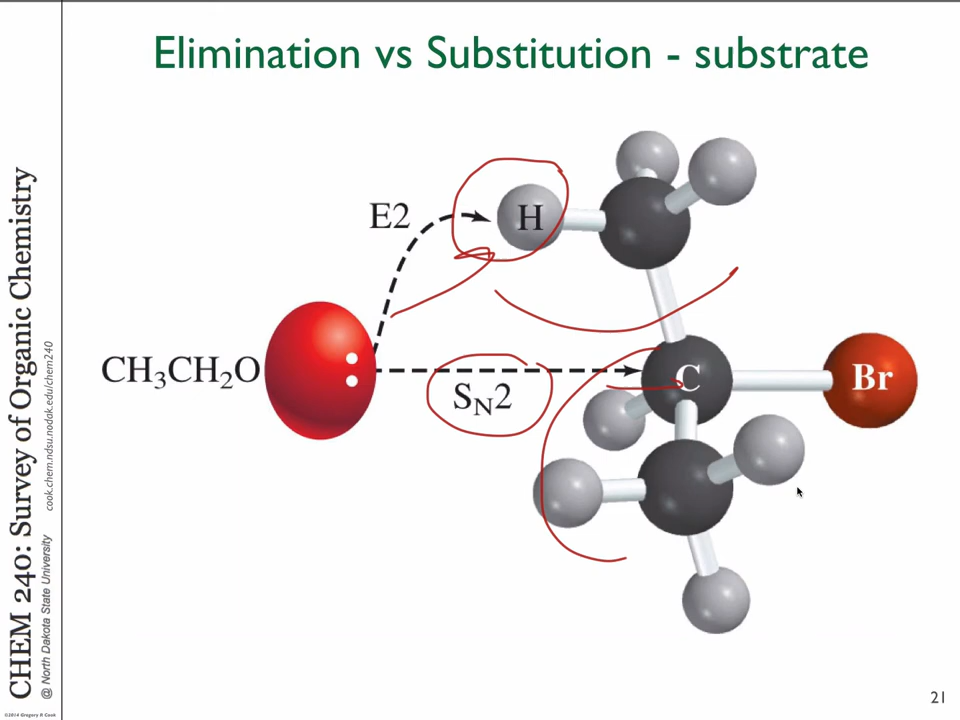 Elimination vs Substitution - substrate
CHEM 240: Survey of Organic Chemistry
@ North Dakota State University
cook.chem.ndsu.nodak.edu/chem240
©2014 Gregory R Cook
E2
H
CH₃CH₂O
:
S_N2
C
Br
21